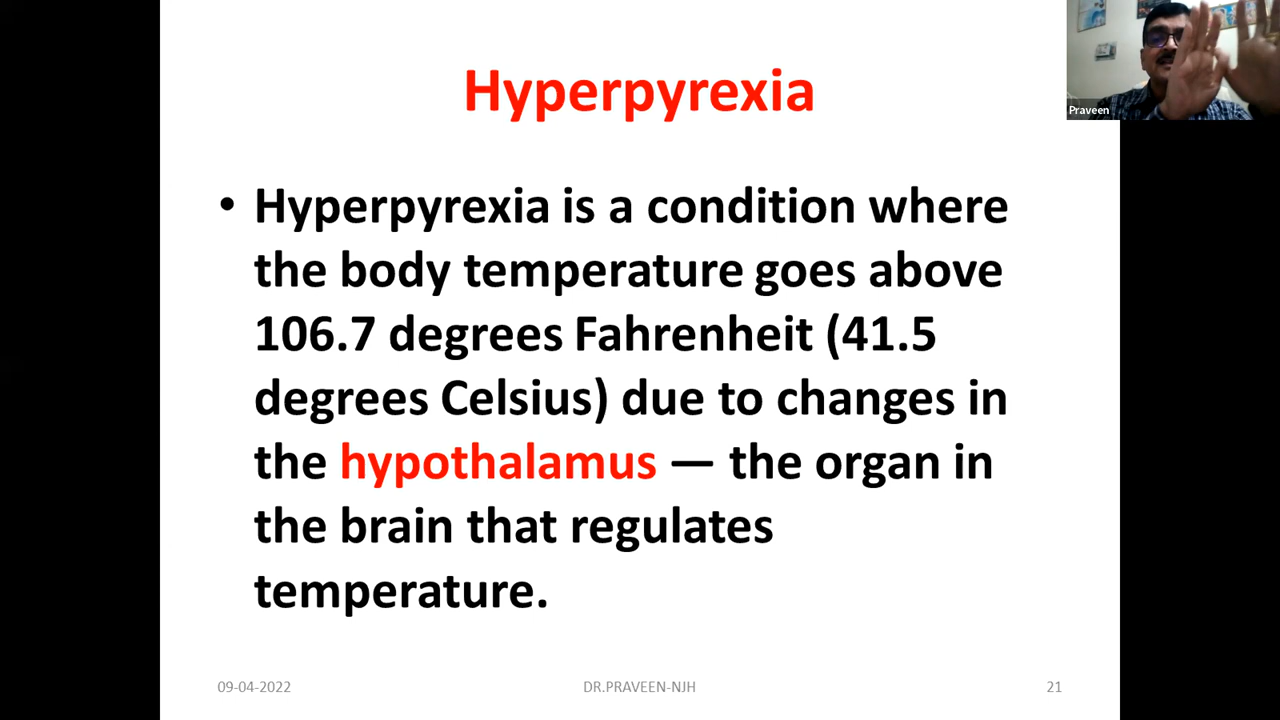 Hyperpyrexia
Praveen
• Hyperpyrexia is a condition where
the body temperature goes above
106.7 degrees Fahrenheit (41.5
degrees Celsius) due to changes in
the hypothalamus — the organ in
the brain that regulates
temperature.
09-04-2022
DR.PRAVEEN-NJH
21